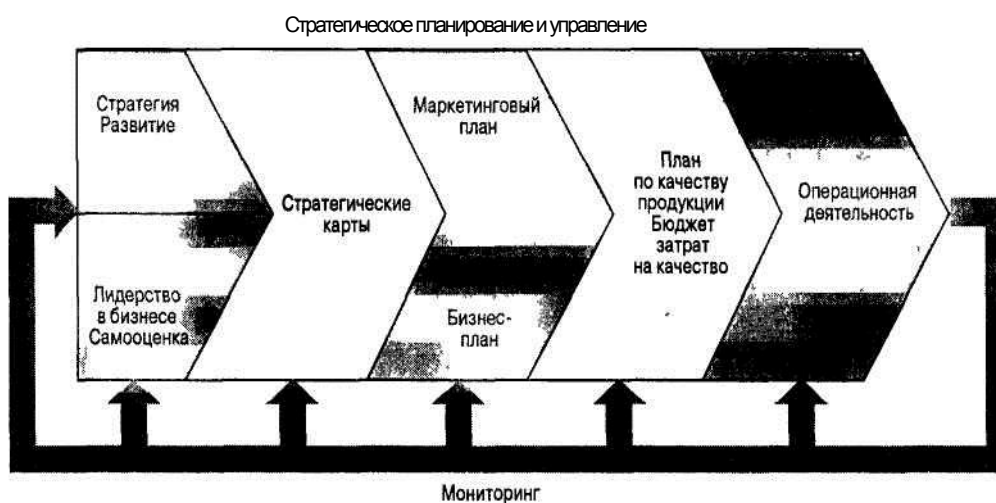 Стратегическое планирование и управление
Стратегия
Развитие
Лидерство
в бизнесе
Самооценка
Стратегические
карты
Маркетинговый
план
Бизнес-
план
План
по качеству
продукции
Бюджет
затрат
на качество
Операционная
деятельность
Мониторинг